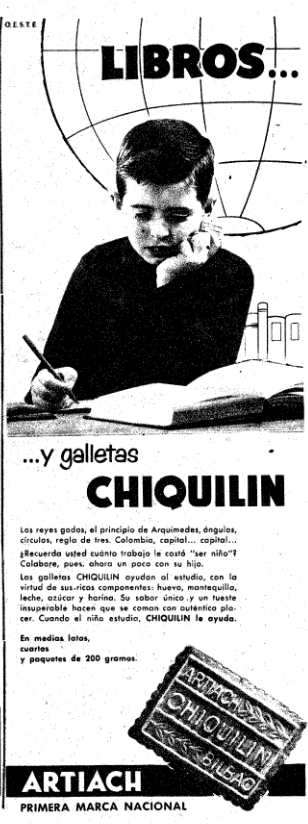 OESTE
LIBROS...
...y galletas
CHIQUILIN
Los reyes godos, el principio de Arquímedes, ángulos,
círculos, regla de tres. Colombia, capital... capital...
¿Recuerda usted cuánto trabajo le costó "ser niño"?
Colabore, pues, ahora un poco con su hijo.
Las galletas CHIQUILIN ayudan al estudio, con la
virtud de sus ricos componentes: huevo, mantequilla,
leche, azúcar y harina. Su sabor único y un tueste
insuperable hacen que se coman con auténtico pla-
cer. Cuando el niño estudia, CHIQUILIN le ayuda.
En medias latas,
cuartos
y paquetes de 200 gramos.
ARTIACH
CHIQUILIN
BILBAO
ARTIACH
PRIMERA MARCA NACIONAL